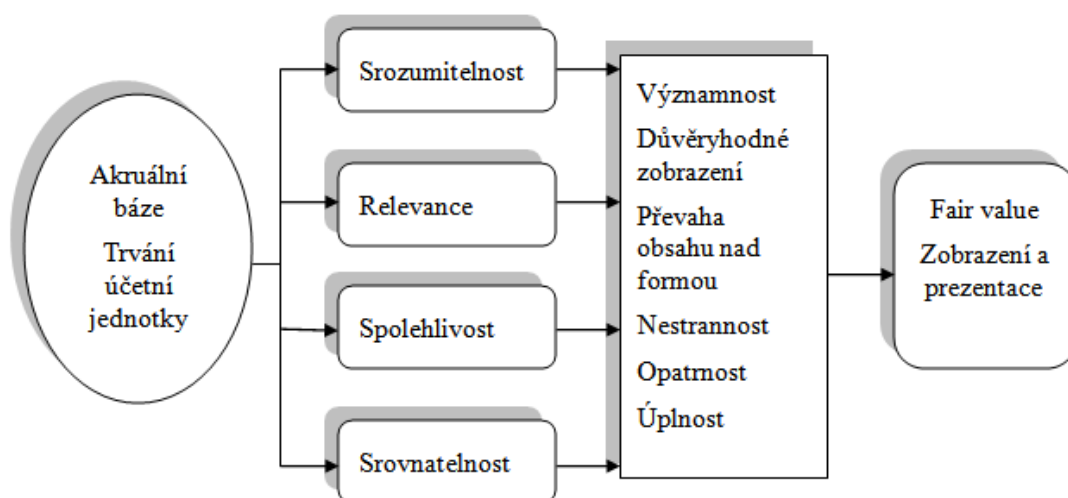 Akruální
báze
Trvání
účetní
jednotky
Srozumitelnost
Relevance
Spolehlivost
Srovnatelnost
Významnost
Důvěryhodné
zobrazení
Převaha
obsahu nad
formou
Nestrannost
Opatrnost
Úplnost
Fair value
Zobrazení a
prezentace